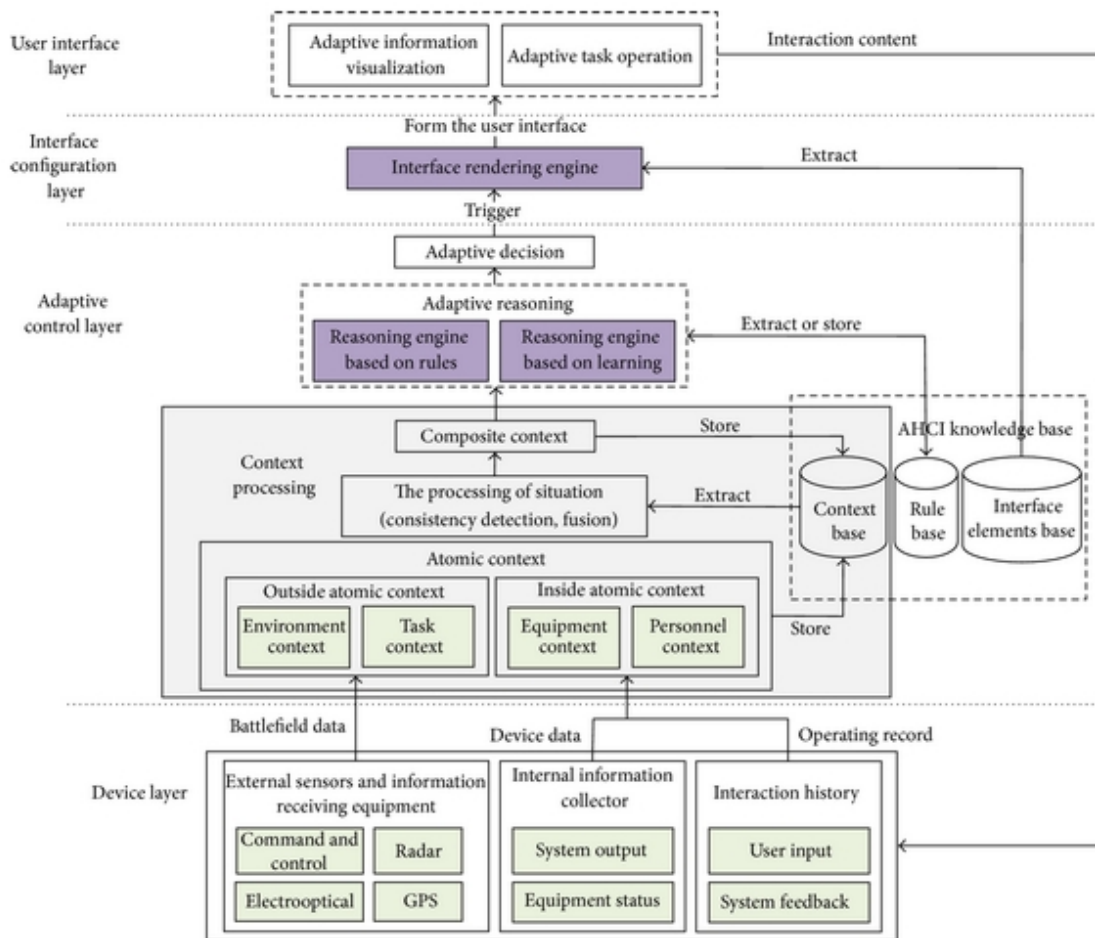 User interface
layer
Adaptive information
visualization
Adaptive task operation
Interaction content
Form the user interface
Interface
configuration
layer
Interface rendering engine
Extract
Trigger
Adaptive decision
Adaptive
control layer
Adaptive reasoning
Reasoning engine
based on rules
Reasoning engine
based on learning
Extract or store
AHCI knowledge base
Composite context
Store
Context
processing
The processing of situation
(consistency detection, fusion)
Extract
Context
base
Rule
base
Interface
elements base
Atomic context
Outside atomic context
Environment
context
Task
context
Inside atomic context
Equipment
context
Personnel
context
Store
Battlefield data
Device data
Operating record
Device layer
External sensors and information
receiving equipment
Command and
control
Radar
Electrooptical
GPS
Internal information
collector
System output
Equipment status
Interaction history
User input
System feedback